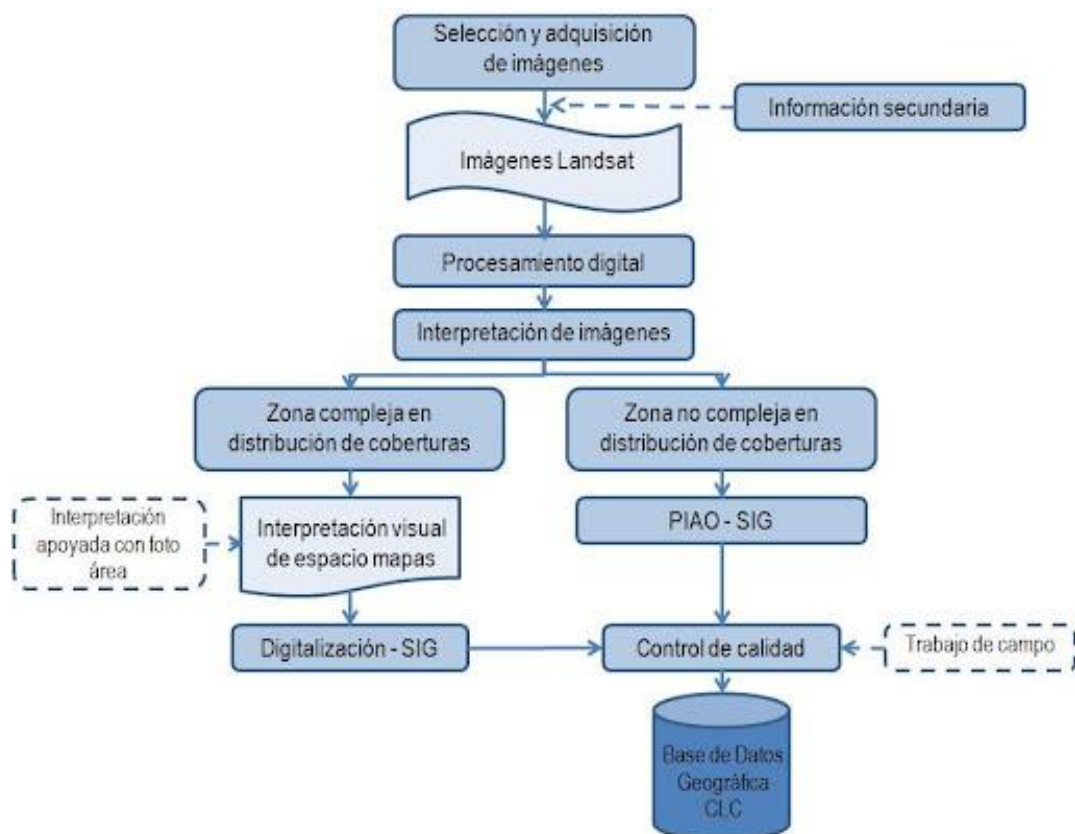 Selección y adquisición
de imágenes
Información secundaria
Imágenes Landsat
Procesamiento digital
Interpretación de imágenes
Zona compleja en
distribución de coberturas
Zona no compleja en
distribución de coberturas
Interpretación
apoyada con foto
área
Interpretación visual
de espacio mapas
PIAO - SIG
Digitalización - SIG
Control de calidad
Trabajo de campo
Base de Datos
Geográfica
CLC